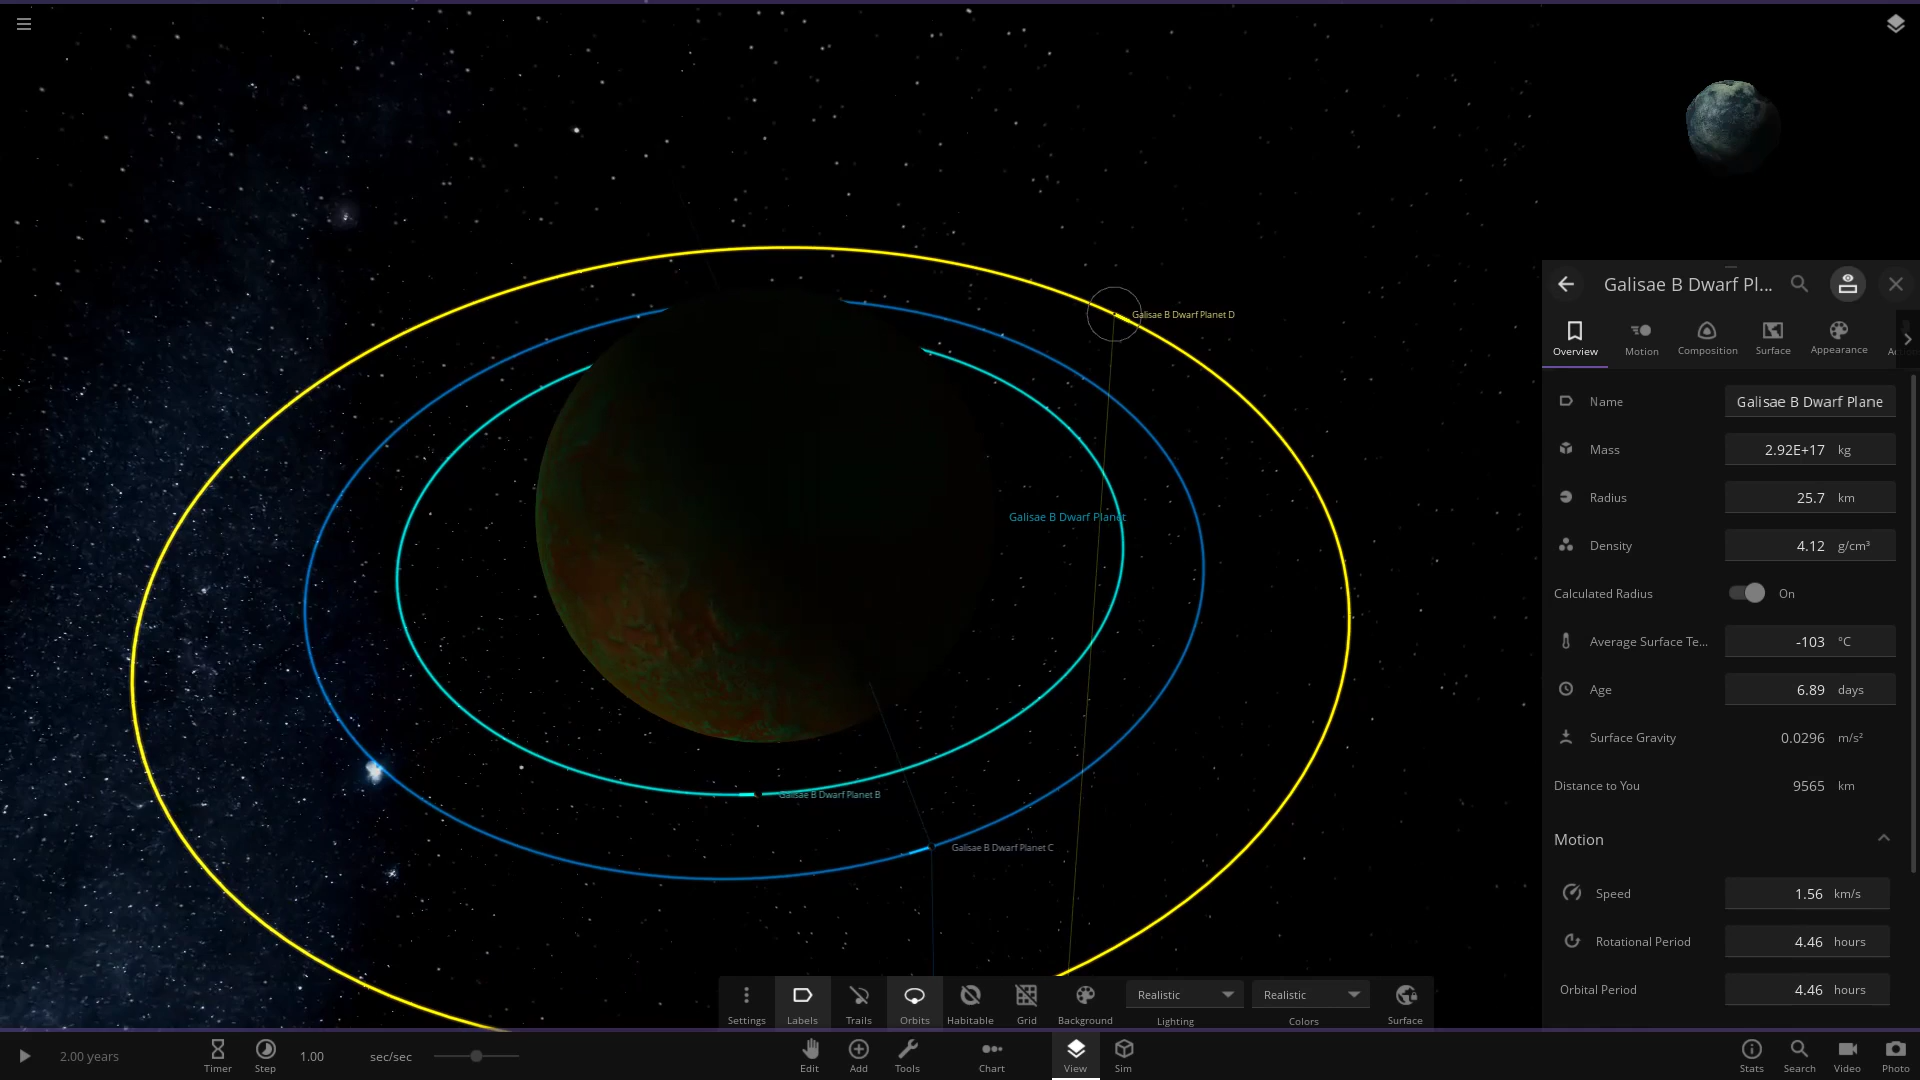 Galisae B Dwarf Planet D
Galisae B Dwarf Planet
Galisae B Dwarf Planet B
Galisae B Dwarf Planet C
Galisae B Dwarf Pl...
Overview
Motion
Composition
Surface
Appearance
Name
Galisae B Dwarf Plane
Mass
2.92E+17 kg
Radius
25.7 km
Density
4.12 g/cm³
Calculated Radius
On
Average Surface Te...
-103 °C
Age
6.89 days
Surface Gravity
0.0296 m/s²
Distance to You
9565 km
Motion
Speed
1.56 km/s
Rotational Period
4.46 hours
Orbital Period
4.46 hours
Settings
Labels
Trails
Orbits
Habitable
Grid
Background
Realistic
Lighting
Realistic
Colors
Surface
2.00 years
Timer
Step
1.00
sec/sec
Edit
Add
Tools
Chart
View
Sim
Stats
Search
Video
Photo